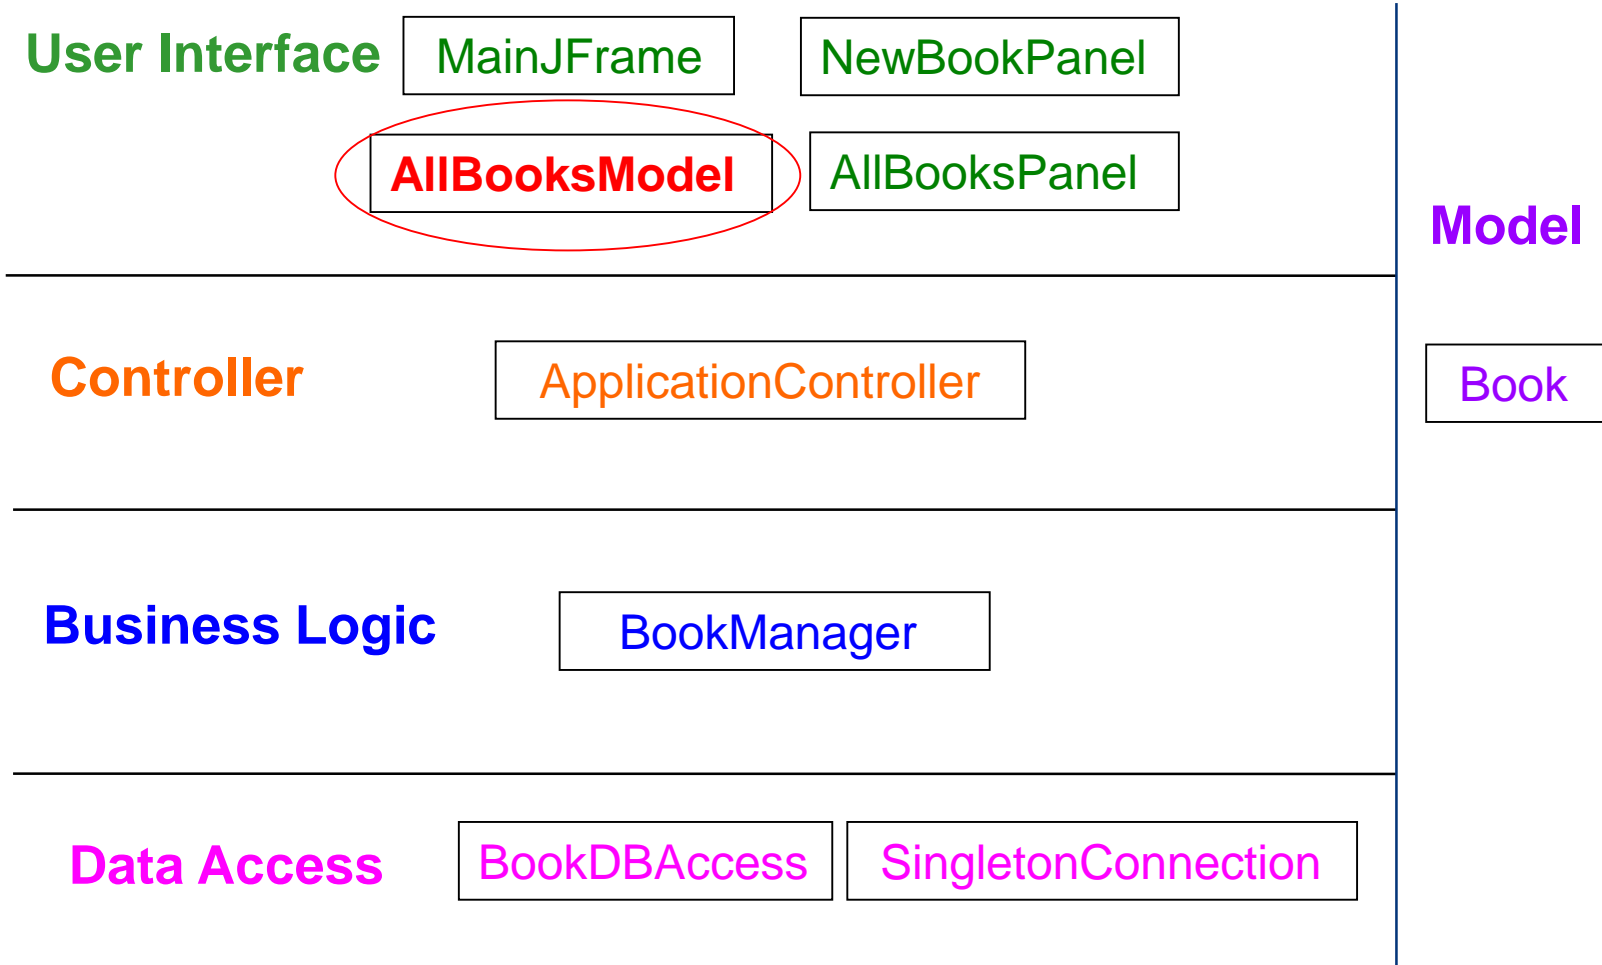 User Interface
MainJFrame
NewBookPanel
AllBooksModel
AllBooksPanel
Model
Controller
ApplicationController
Book
Business Logic
BookManager
Data Access
BookDBAccess
SingletonConnection